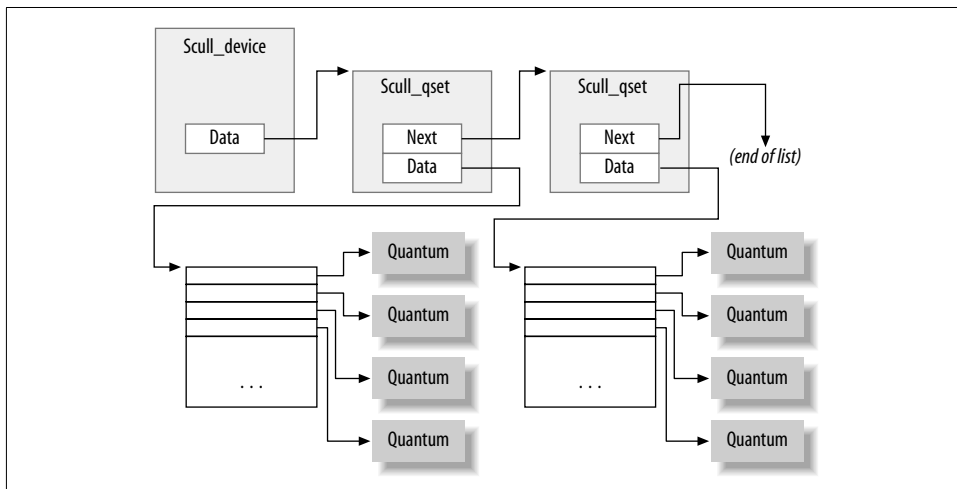 Scull_device
Data
Scull_qset
Next
Data
Scull_qset
Next
Data
(end of list)
Quantum
Quantum
Quantum
Quantum
. . .
Quantum
Quantum
Quantum
Quantum
. . .